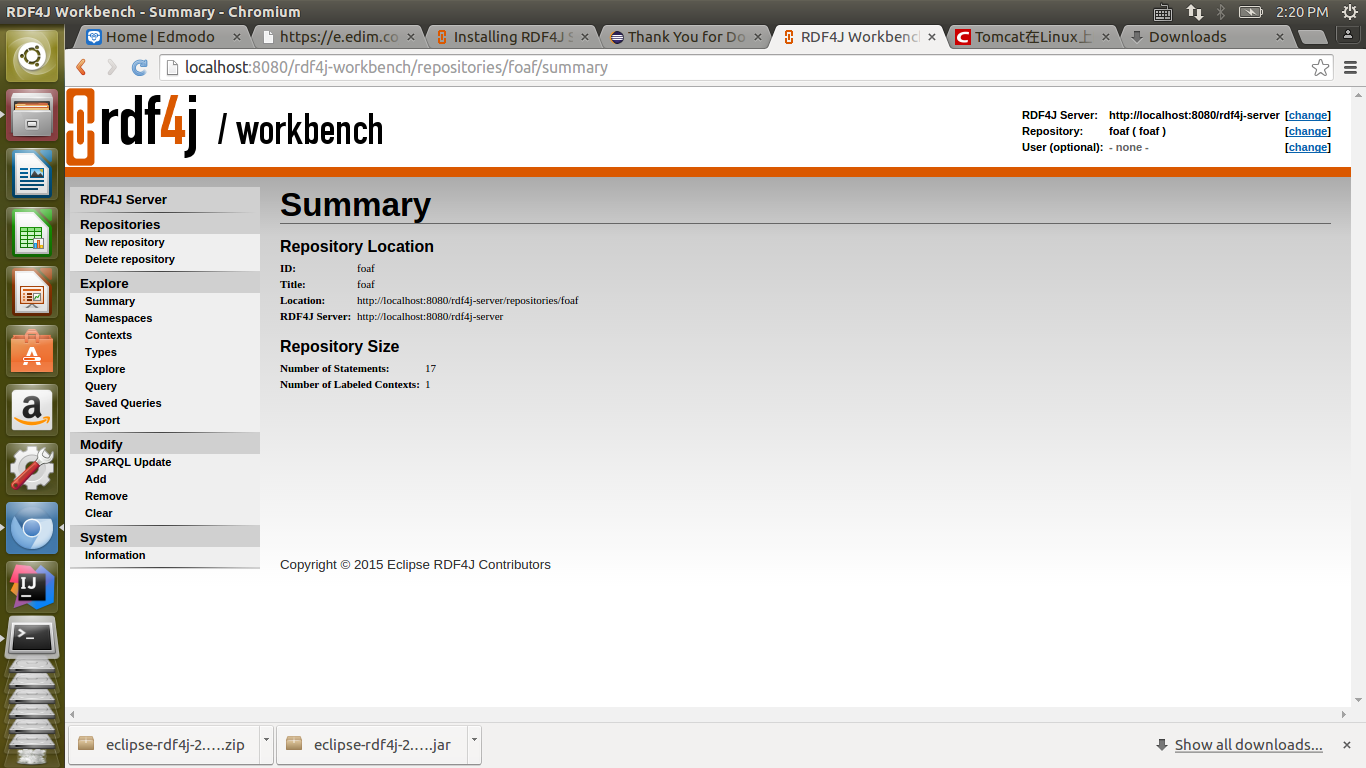 RDF4J Workbench - Summary - Chromium
2:20 PM
Home | Edmodo
https://e.edim.co
Installing RDF4J S
Thank You for Do
RDF4J Workbenc
Tomcat在Linux上
Downloads
localhost:8080/rdf4j-workbench/repositories/foaf/summary
rdf4j / workbench
RDF4J Server: http://localhost:8080/rdf4j-server [change]
Repository: foaf ( foaf ) [change]
User (optional): - none - [change]
RDF4J Server
Repositories
New repository
Delete repository
Explore
Summary
Namespaces
Contexts
Types
Explore
Query
Saved Queries
Export
Modify
SPARQL Update
Add
Remove
Clear
System
Information
Summary
Repository Location
ID: foaf
Title: foaf
Location: http://localhost:8080/rdf4j-server/repositories/foaf
RDF4J Server: http://localhost:8080/rdf4j-server
Repository Size
Number of Statements: 17
Number of Labeled Contexts: 1
Copyright © 2015 Eclipse RDF4J Contributors
eclipse-rdf4j-2.….zip
eclipse-rdf4j-2.….jar
Show all downloads...